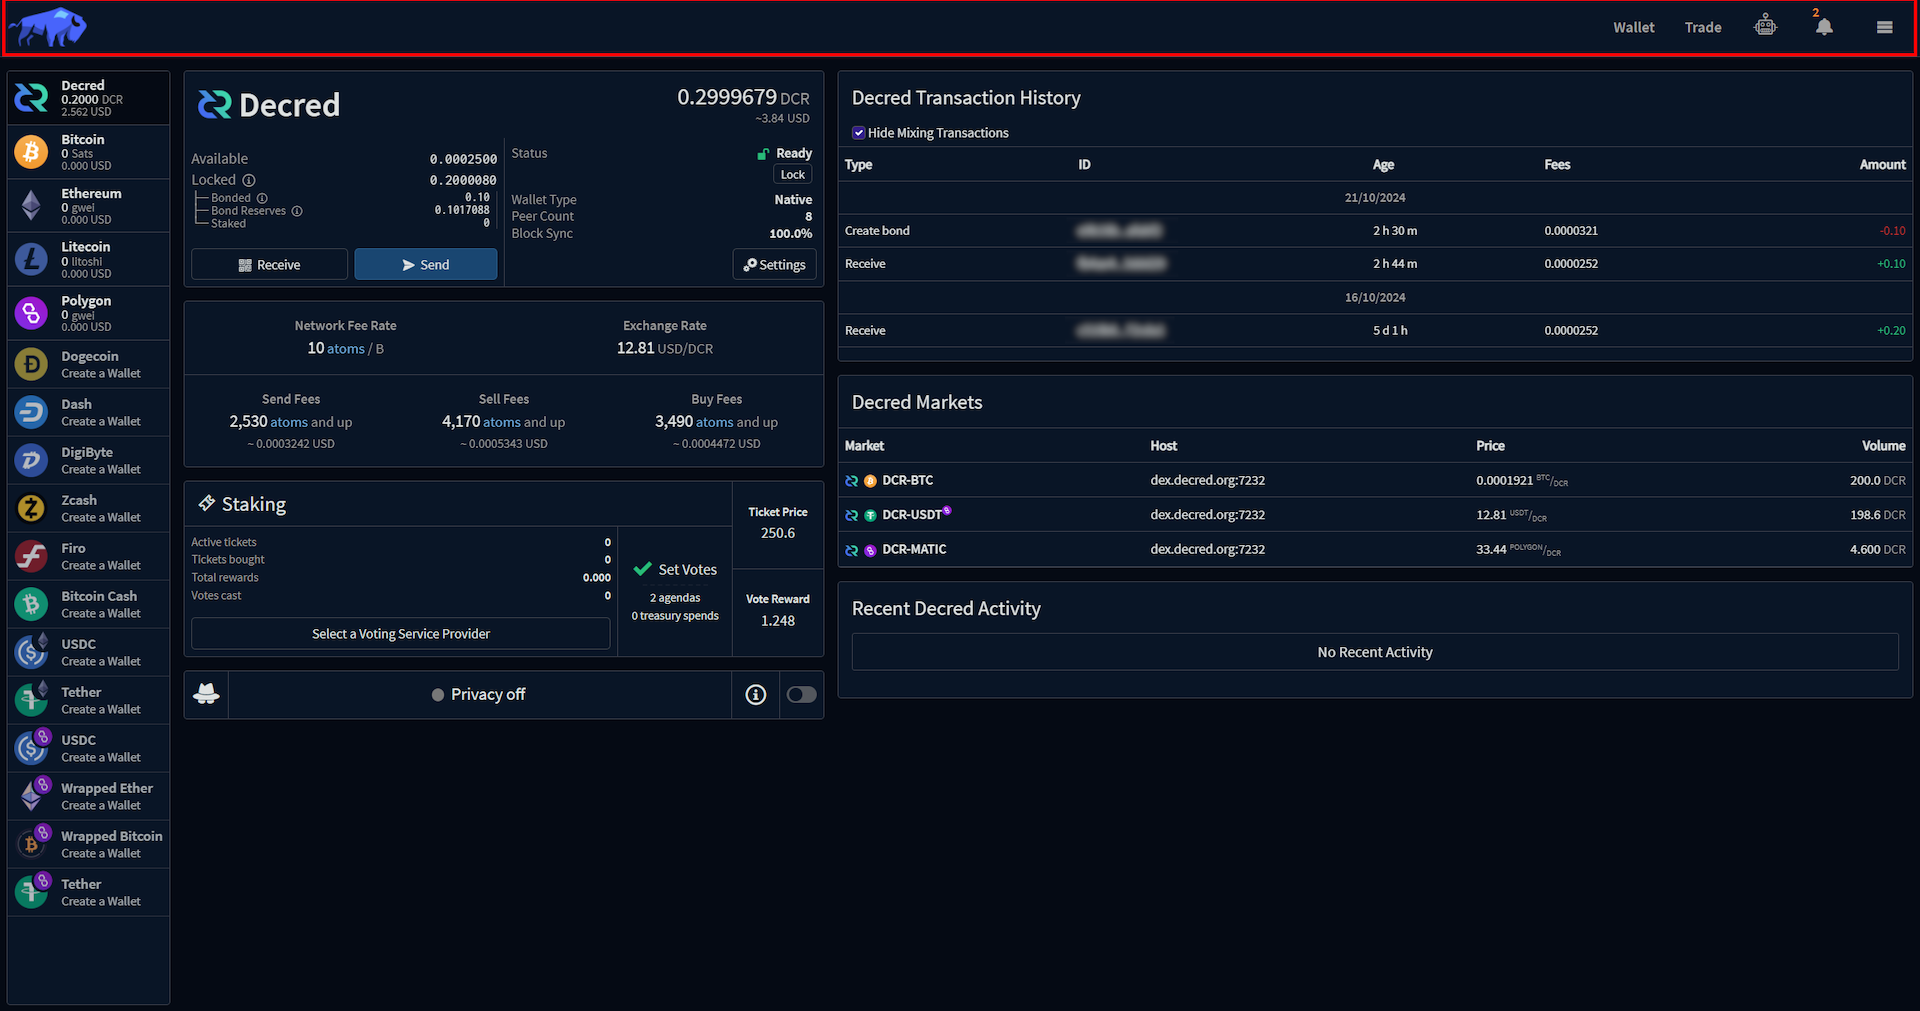 Wallet
Trade
2
Decred
0.2000 DCR
2.562 USD
Bitcoin
0 Sats
0.000 USD
Ethereum
0 gwei
0.000 USD
Litecoin
0 litoshi
0.000 USD
Polygon
0 gwei
0.000 USD
Dogecoin
Create a Wallet
Dash
Create a Wallet
DigiByte
Create a Wallet
Zcash
Create a Wallet
Firo
Create a Wallet
Bitcoin Cash
Create a Wallet
USDC
Create a Wallet
Tether
Create a Wallet
USDC
Create a Wallet
Wrapped Ether
Create a Wallet
Wrapped Bitcoin
Create a Wallet
Tether
Create a Wallet
Decred
0.2999679 DCR
~3.84 USD
Available 0.0002500
Locked 0.2000080
Bonded 0.10
Bond Reserves 0.1017088
Staked 0
Receive
Send
Status Ready
Lock
Wallet Type Native
Peer Count 8
Block Sync 100.0%
Settings
Network Fee Rate
10 atoms / B
Exchange Rate
12.81 USD/DCR
Send Fees
2,530 atoms and up
~ 0.0003242 USD
Sell Fees
4,170 atoms and up
~ 0.0005343 USD
Buy Fees
3,490 atoms and up
~ 0.0004472 USD
Staking
Active tickets 0
Tickets bought 0
Total rewards 0.000
Votes cast 0
Select a Voting Service Provider
Set Votes
2 agendas
0 treasury spends
Ticket Price
250.6
Vote Reward
1.248
Privacy off
Decred Transaction History
Hide Mixing Transactions
Type ID Age Fees Amount
21/10/2024
Create bond 2 h 30 m 0.0000321 -0.10
Receive 2 h 44 m 0.0000252 +0.10
16/10/2024
Receive 5 d 1 h 0.0000252 +0.20
Decred Markets
Market Host Price Volume
DCR-BTC dex.decred.org:7232 0.0001921 BTC/DCR 200.0 DCR
DCR-USDT dex.decred.org:7232 12.81 USDT/DCR 198.6 DCR
DCR-MATIC dex.decred.org:7232 33.44 POLYGON/DCR 4.600 DCR
Recent Decred Activity
No Recent Activity